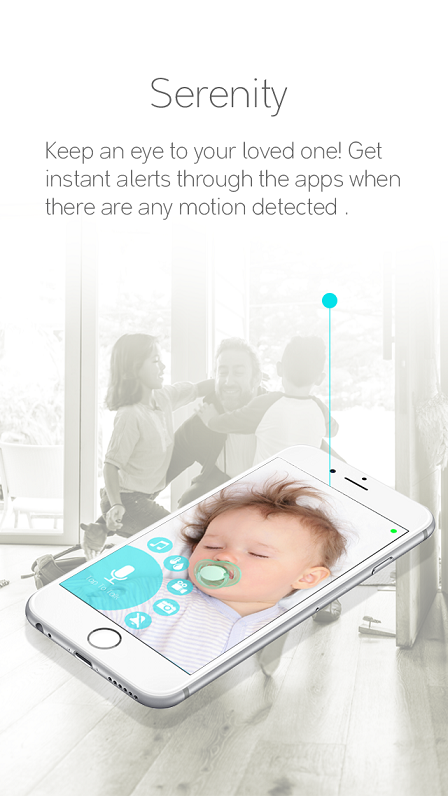 Serenity
Keep an eye to your loved one! Get
instant alerts through the apps when
there are any motion detected .